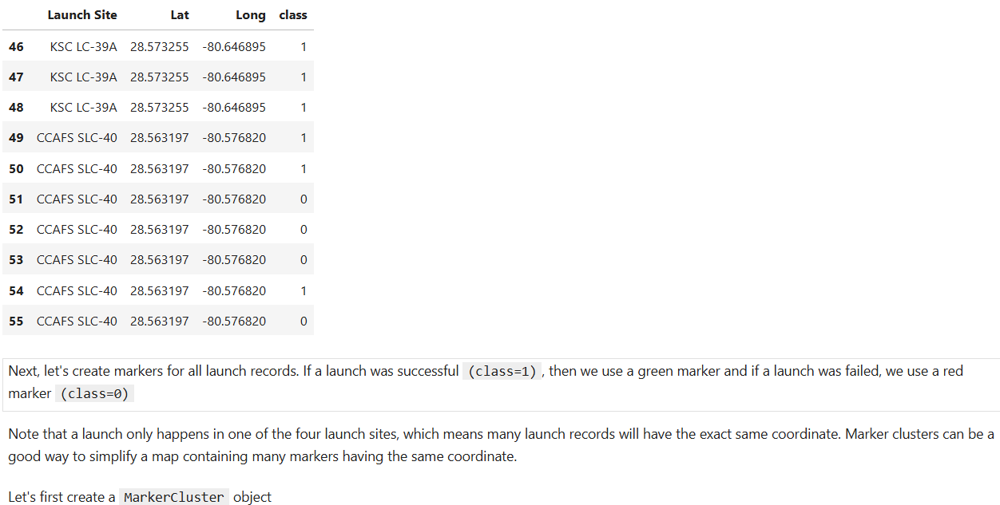 Launch Site Lat Long class
46 KSC LC-39A 28.573255 -80.646895 1
47 KSC LC-39A 28.573255 -80.646895 1
48 KSC LC-39A 28.573255 -80.646895 1
49 CCAFS SLC-40 28.563197 -80.576820 1
50 CCAFS SLC-40 28.563197 -80.576820 1
51 CCAFS SLC-40 28.563197 -80.576820 0
52 CCAFS SLC-40 28.563197 -80.576820 0
53 CCAFS SLC-40 28.563197 -80.576820 0
54 CCAFS SLC-40 28.563197 -80.576820 1
55 CCAFS SLC-40 28.563197 -80.576820 0
Next, let's create markers for all launch records. If a launch was successful (class=1), then we use a green marker and if a launch was failed, we use a red
marker (class=0)
Note that a launch only happens in one of the four launch sites, which means many launch records will have the exact same coordinate. Marker clusters can be a
good way to simplify a map containing many markers having the same coordinate.
Let's first create a MarkerCluster object